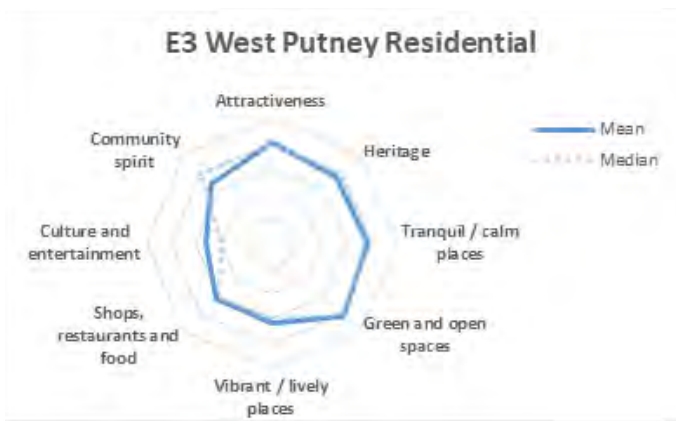 E3 West Putney Residential
Attractiveness
Heritage
Tranquil / calm
places
Green and open
spaces
Vibrant / lively
places
Shops,
restaurants and
food
Culture and
entertainment
Community
spirit
Mean
Median